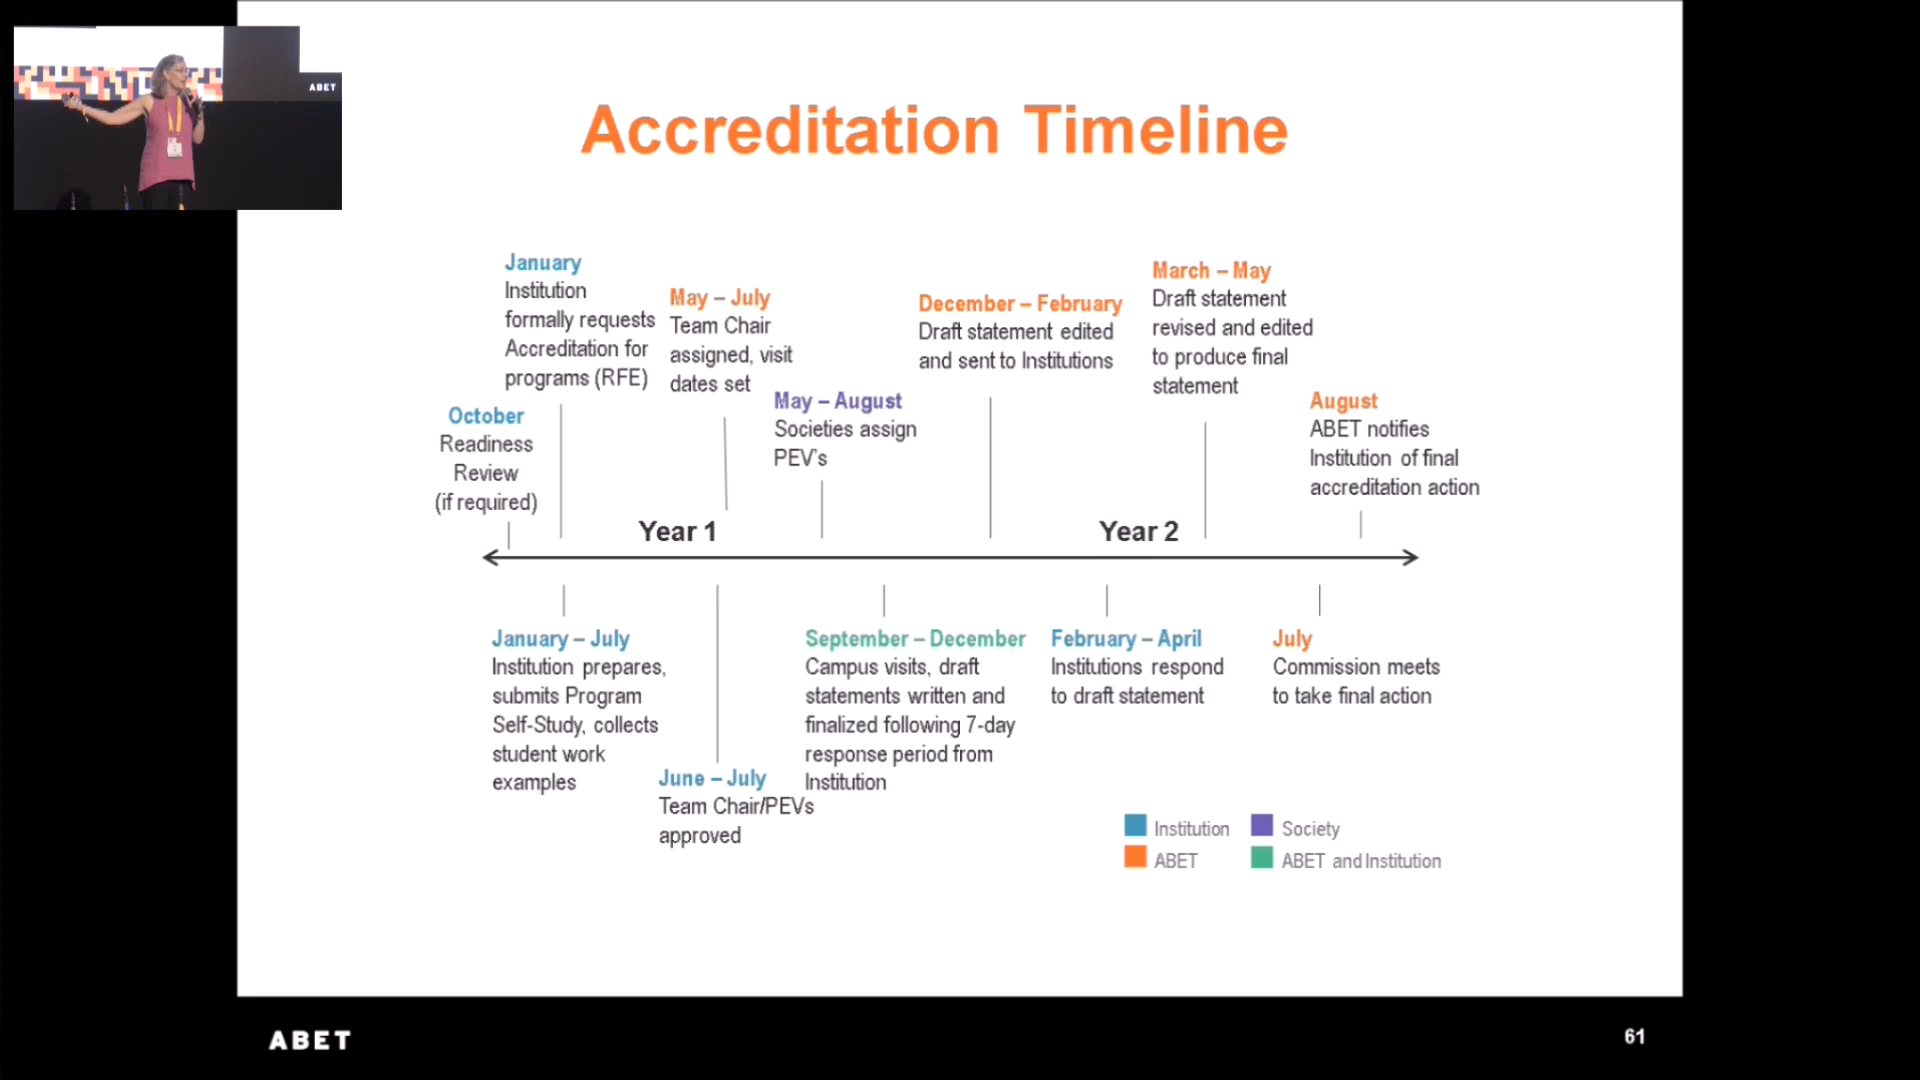 ABET
Accreditation Timeline
January
Institution
formally requests
Accreditation for
programs (RFE)
May – July
Team Chair
assigned, visit
dates set
December – February
Draft statement edited
and sent to Institutions
March – May
Draft statement
revised and edited
to produce final
statement
October
Readiness
Review
(if required)
May – August
Societies assign
PEV's
August
ABET notifies
Institution of final
accreditation action
Year 1
Year 2
January – July
Institution prepares,
submits Program
Self-Study, collects
student work
examples
June – July
Team Chair/PEVs
approved
September – December
Campus visits, draft
statements written and
finalized following 7-day
response period from
Institution
February – April
Institutions respond
to draft statement
July
Commission meets
to take final action
Institution
Society
ABET
ABET and Institution
ABET
61